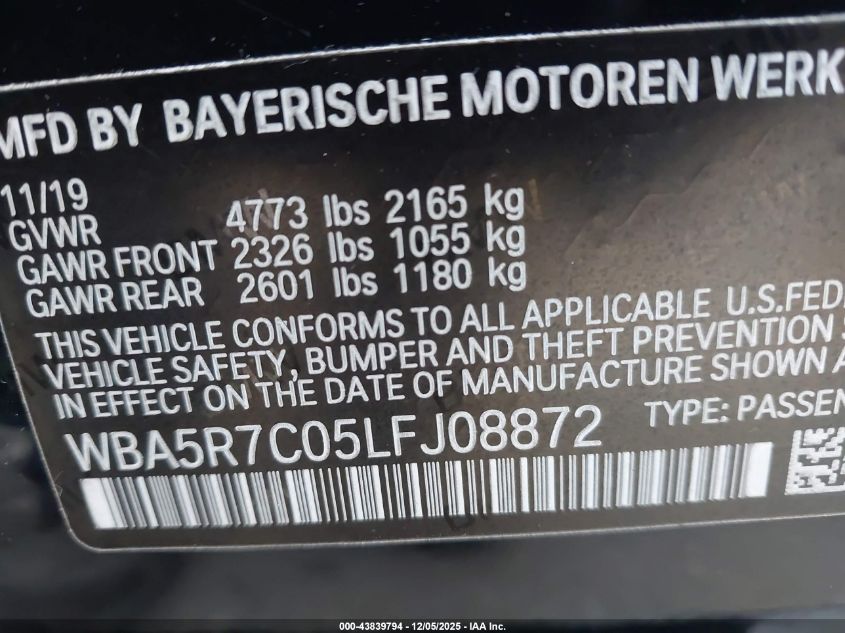 MFD BY BAYERISCHE MOTOREN WERK
11/19
GVWR 4773 lbs 2165 kg
GAWR FRONT 2326 lbs 1055 kg
GAWR REAR 2601 lbs 1180 kg
THIS VEHICLE CONFORMS TO ALL APPLICABLE U.S.FED.
VEHICLE SAFETY, BUMPER AND THEFT PREVENTION
IN EFFECT ON THE DATE OF MANUFACTURE SHOWN
WBA5R7C05LFJ08872 TYPE: PASSEN
000-43839794 - 12/05/2025 - IAA Inc.